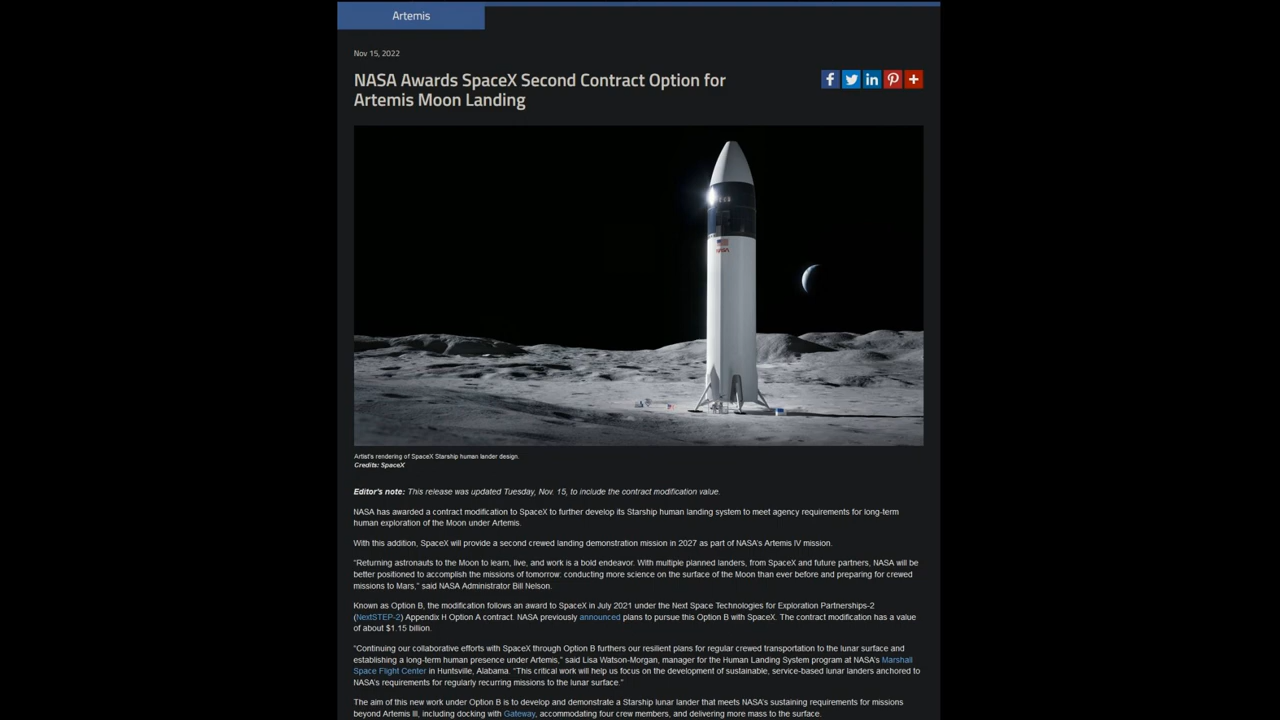 Artemis
Nov 15, 2022
NASA Awards SpaceX Second Contract Option for
Artemis Moon Landing
NASA
Artist's rendering of SpaceX Starship human lander design.
Credits: SpaceX
Editor's note: This release was updated Tuesday, Nov. 15, to include the contract modification value.
NASA has awarded a contract modification to SpaceX to further develop its Starship human landing system to meet agency requirements for long-term
human exploration of the Moon under Artemis.
With this addition, SpaceX will provide a second crewed landing demonstration mission in 2027 as part of NASA's Artemis IV mission.
“Returning astronauts to the Moon to learn, live, and work is a bold endeavor. With multiple planned landers, from SpaceX and future partners, NASA will be
better positioned to accomplish the missions of tomorrow: conducting more science on the surface of the Moon than ever before and preparing for crewed
missions to Mars,” said NASA Administrator Bill Nelson.
Known as Option B, the modification follows an award to SpaceX in July 2021 under the Next Space Technologies for Exploration Partnerships-2
(NextSTEP-2) Appendix H Option A contract. NASA previously announced plans to pursue this Option B with SpaceX. The contract modification has a value
of about $1.15 billion.
“Continuing our collaborative efforts with SpaceX through Option B furthers our resilient plans for regular crewed transportation to the lunar surface and
establishing a long-term human presence under Artemis,” said Lisa Watson-Morgan, manager for the Human Landing System program at NASA's Marshall
Space Flight Center in Huntsville, Alabama. “This critical work will help us focus on the development of sustainable, service-based lunar landers anchored to
NASA's requirements for regularly recurring missions to the lunar surface.”
The aim of this new work under Option B is to develop and demonstrate a Starship lunar lander that meets NASA's sustaining requirements for missions
beyond Artemis III, including docking with Gateway, accommodating four crew members, and delivering more mass to the surface.